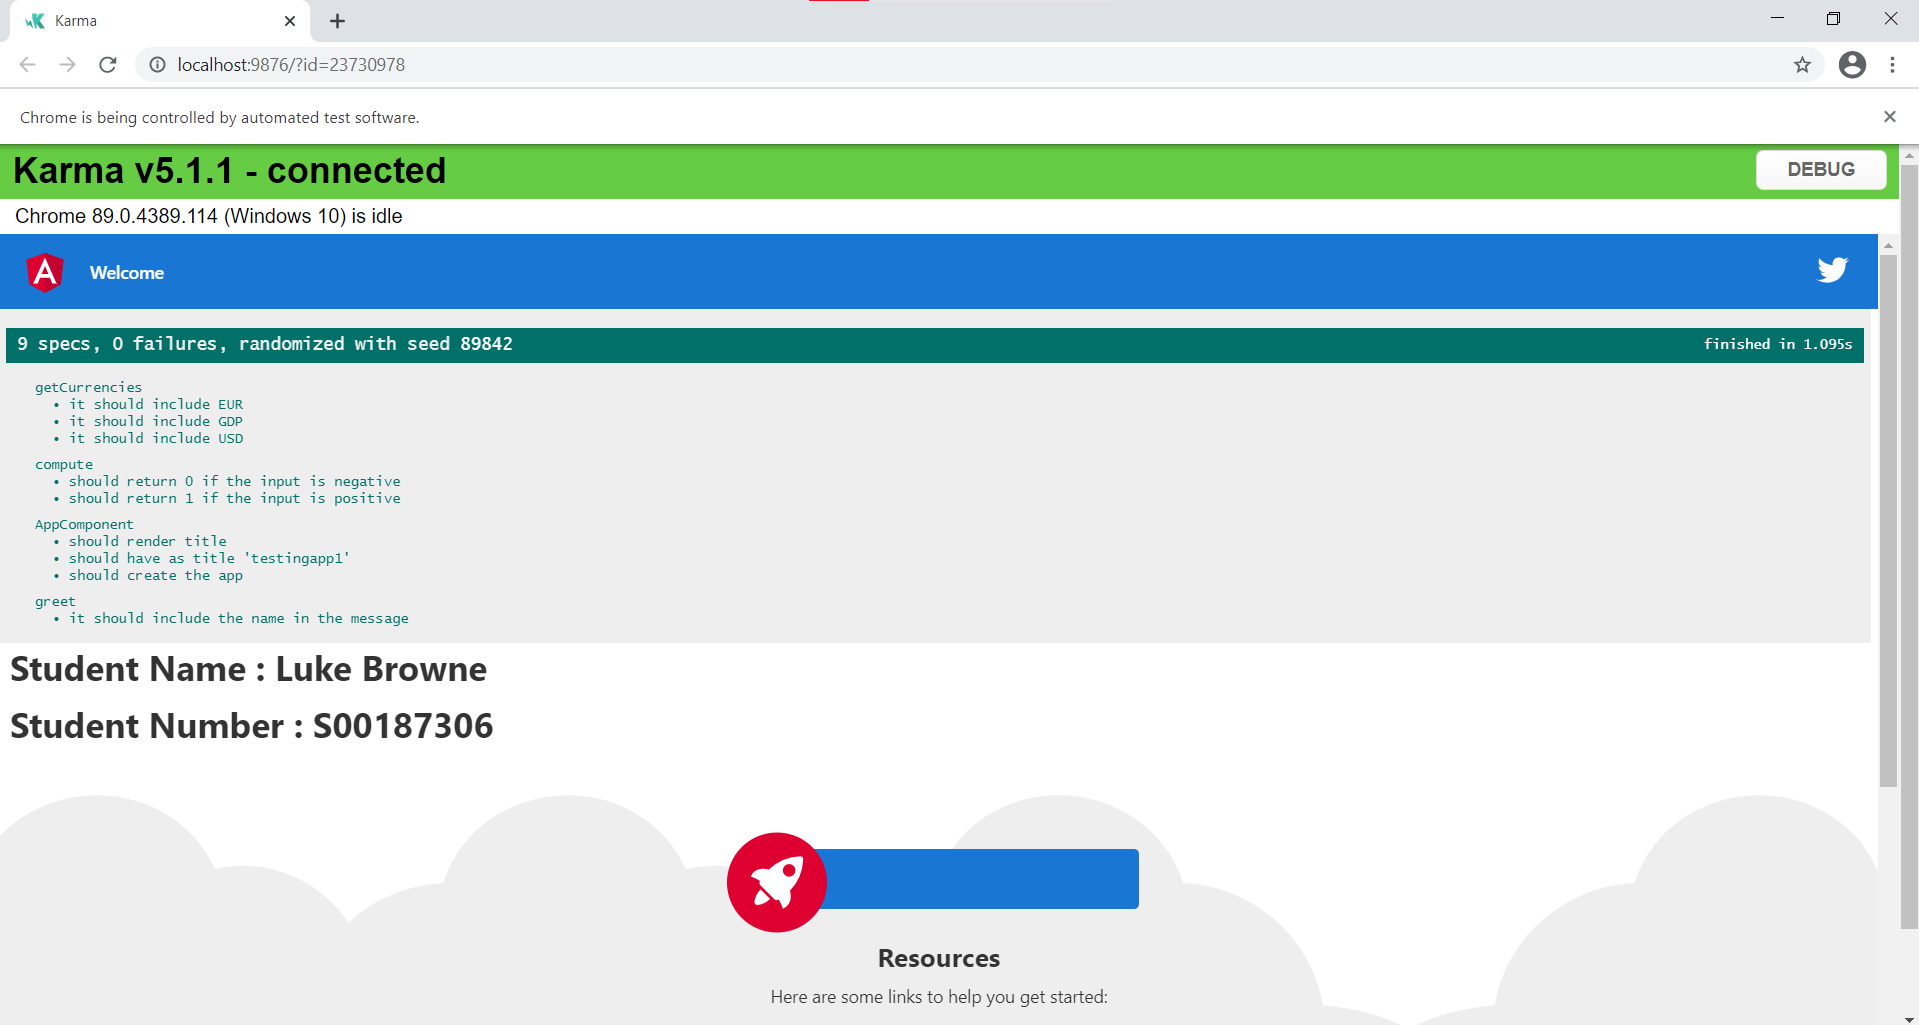 Karma
localhost:9876/?id=23730978
Chrome is being controlled by automated test software.
Karma v5.1.1 - connected
DEBUG
Chrome 89.0.4389.114 (Windows 10) is idle
Welcome
9 specs, 0 failures, randomized with seed 89842
finished in 1.095s
getCurrencies
• it should include EUR
• it should include GDP
• it should include USD
compute
• should return 0 if the input is negative
• should return 1 if the input is positive
AppComponent
• should render title
• should have as title 'testingapp1'
• should create the app
greet
• it should include the name in the message
Student Name : Luke Browne
Student Number : S00187306
Resources
Here are some links to help you get started: